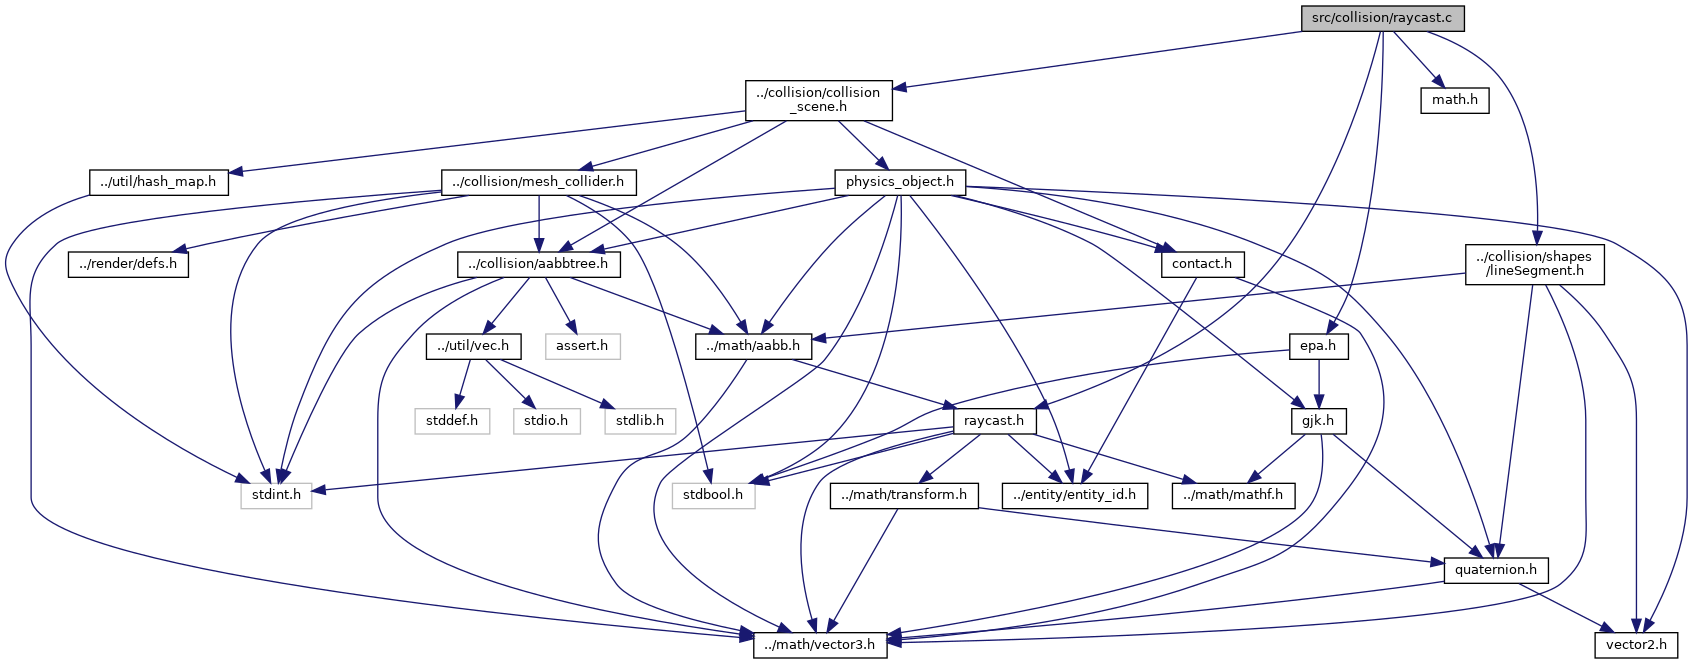 src/collision/raycast.c
../collision/collision
_scene.h
math.h
../util/hash_map.h
../collision/mesh_collider.h
physics_object.h
../render/defs.h
../collision/aabbtree.h
contact.h
../collision/shapes
/lineSegment.h
../util/vec.h
assert.h
../math/aabb.h
epa.h
stddef.h
stdio.h
stdlib.h
raycast.h
gjk.h
stdint.h
stdbool.h
../math/transform.h
../entity/entity_id.h
../math/mathf.h
quaternion.h
../math/vector3.h
vector2.h